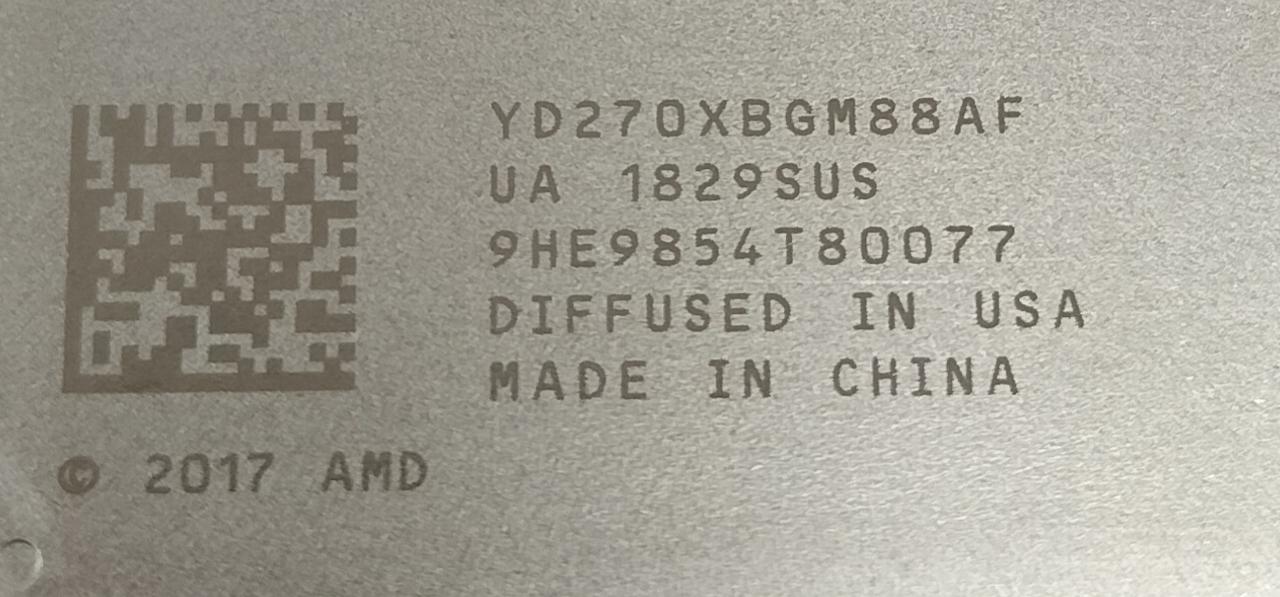 YD270XBGM88AF
UA 1829SUS
9HE9854T80077
DIFFUSED IN USA
MADE IN CHINA
© 2017 AMD